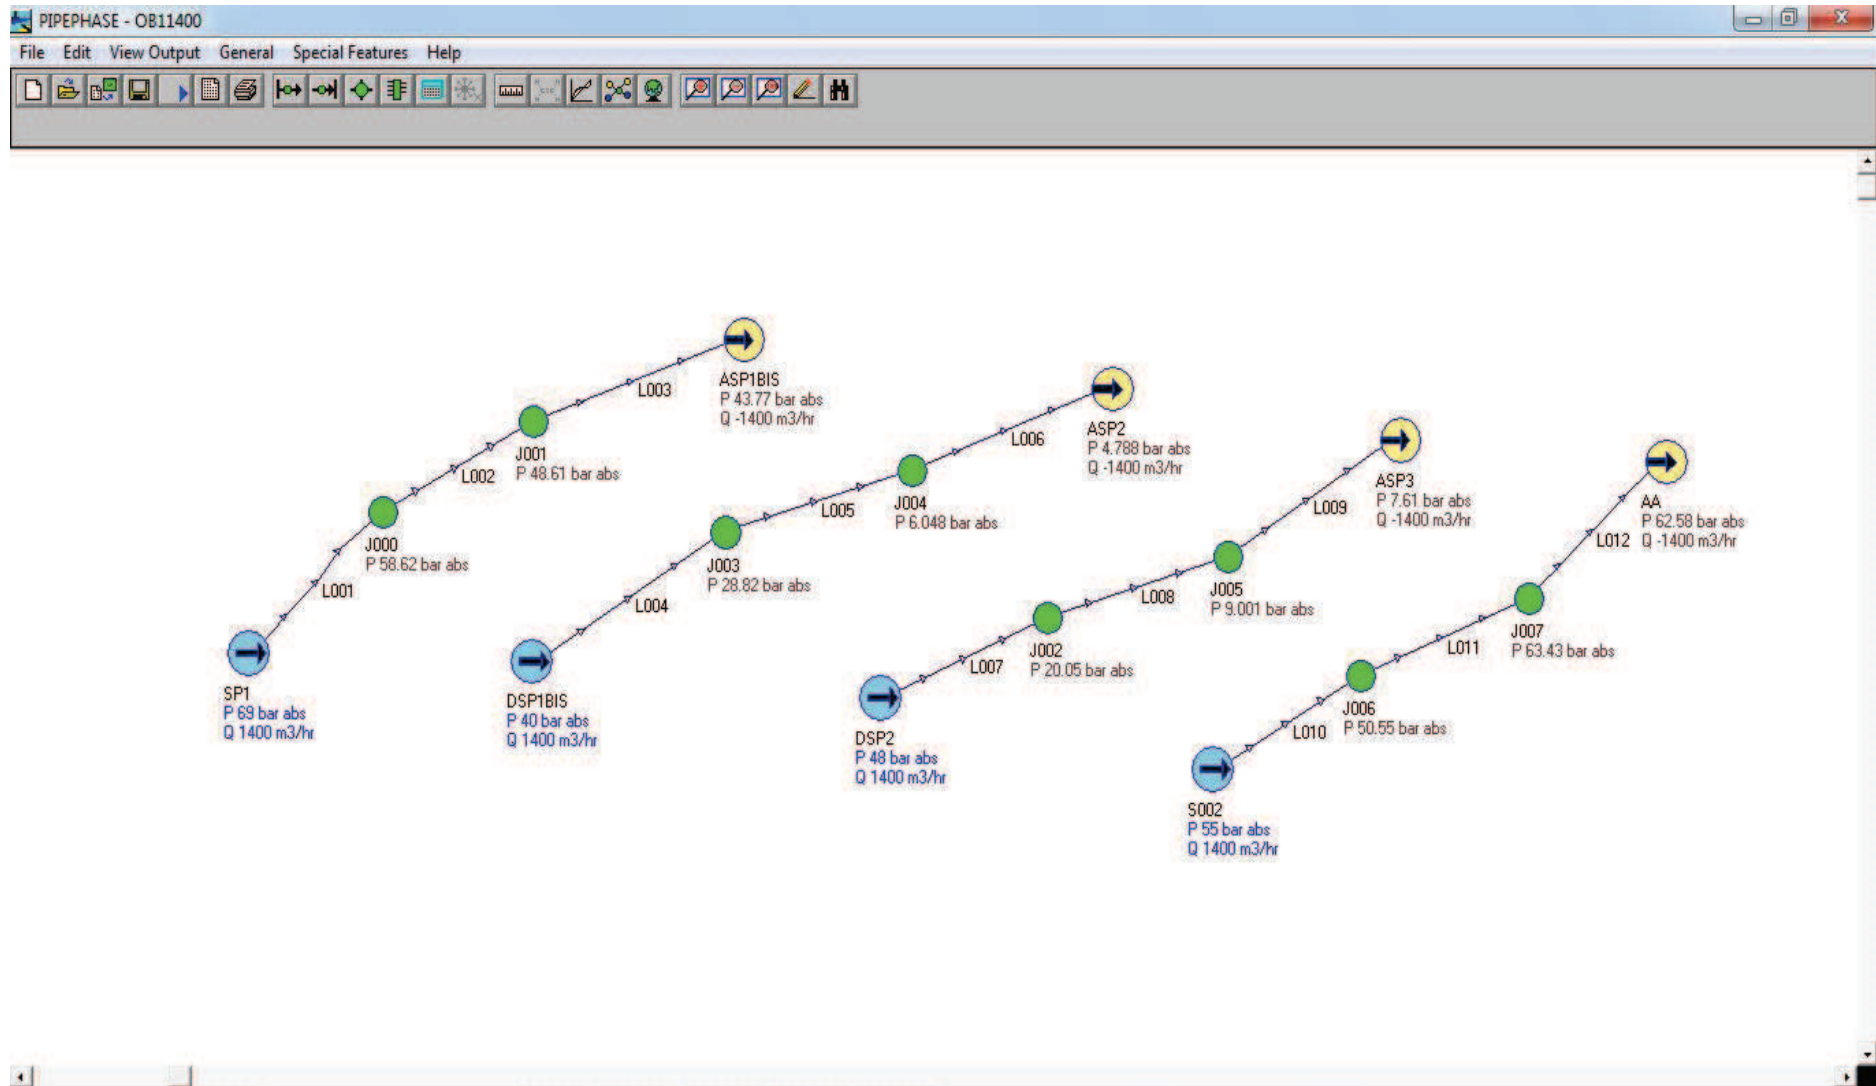 PIPEPHASE - OB11400
File Edit View Output General Special Features Help
L003
ASP1BIS
P 43.77 bar abs
Q -1400 m3/hr
J001
P 48.61 bar abs
L002
J000
P 58.62 bar abs
L001
SP1
P 69 bar abs
Q 1400 m3/hr
L006
ASP2
P 4.788 bar abs
Q -1400 m3/hr
L005
J004
P 6.048 bar abs
J003
P 28.82 bar abs
L004
DSP1BIS
P 40 bar abs
Q 1400 m3/hr
ASP3
P 7.61 bar abs
Q -1400 m3/hr
L009
J005
P 9.001 bar abs
L008
J002
P 20.05 bar abs
L007
DSP2
P 48 bar abs
Q 1400 m3/hr
AA
P 62.58 bar abs
Q -1400 m3/hr
L012
J007
P 63.43 bar abs
L011
J006
P 50.55 bar abs
L010
S002
P 55 bar abs
Q 1400 m3/hr